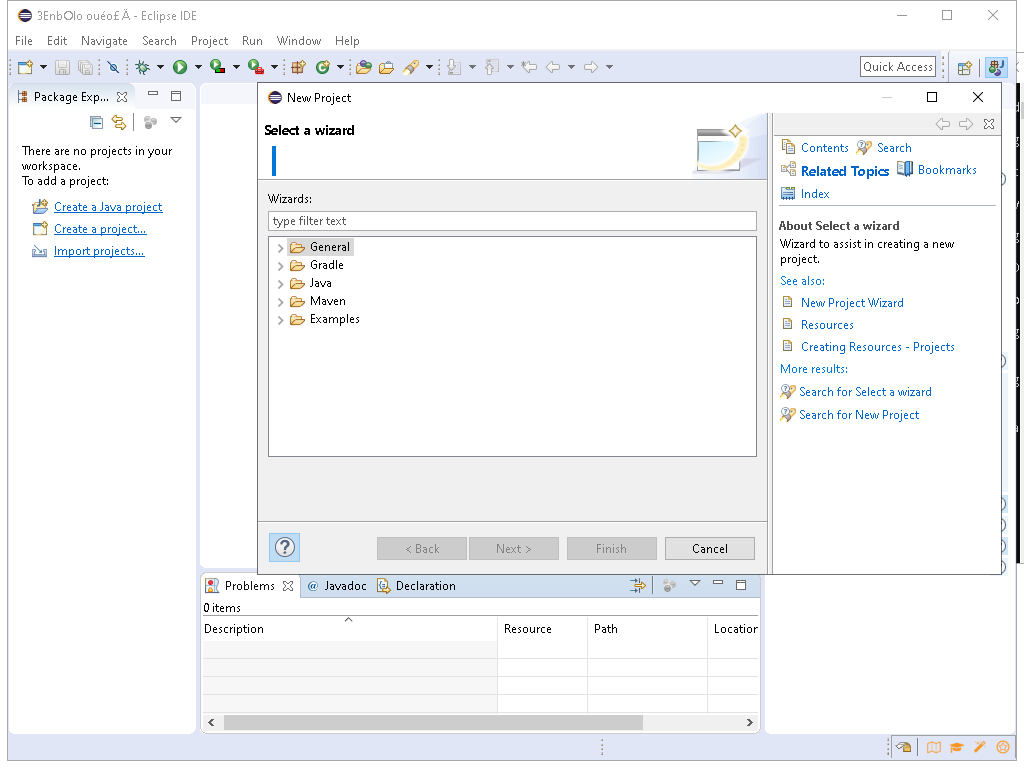 3EnbOlo ouéo£Ä - Eclipse IDE
File Edit Navigate Search Project Run Window Help
Quick Access
Package Exp...
There are no projects in your
workspace.
To add a project:
Create a Java project
Create a project...
Import projects...
New Project
Select a wizard
Wizards:
type filter text
General
Gradle
Java
Maven
Examples
< Back Next > Finish Cancel
Contents Search
Related Topics Bookmarks
Index
About Select a wizard
Wizard to assist in creating a new
project.
See also:
New Project Wizard
Resources
Creating Resources - Projects
More results:
Search for Select a wizard
Search for New Project
Problems @ Javadoc Declaration
0 items
Description Resource Path Location